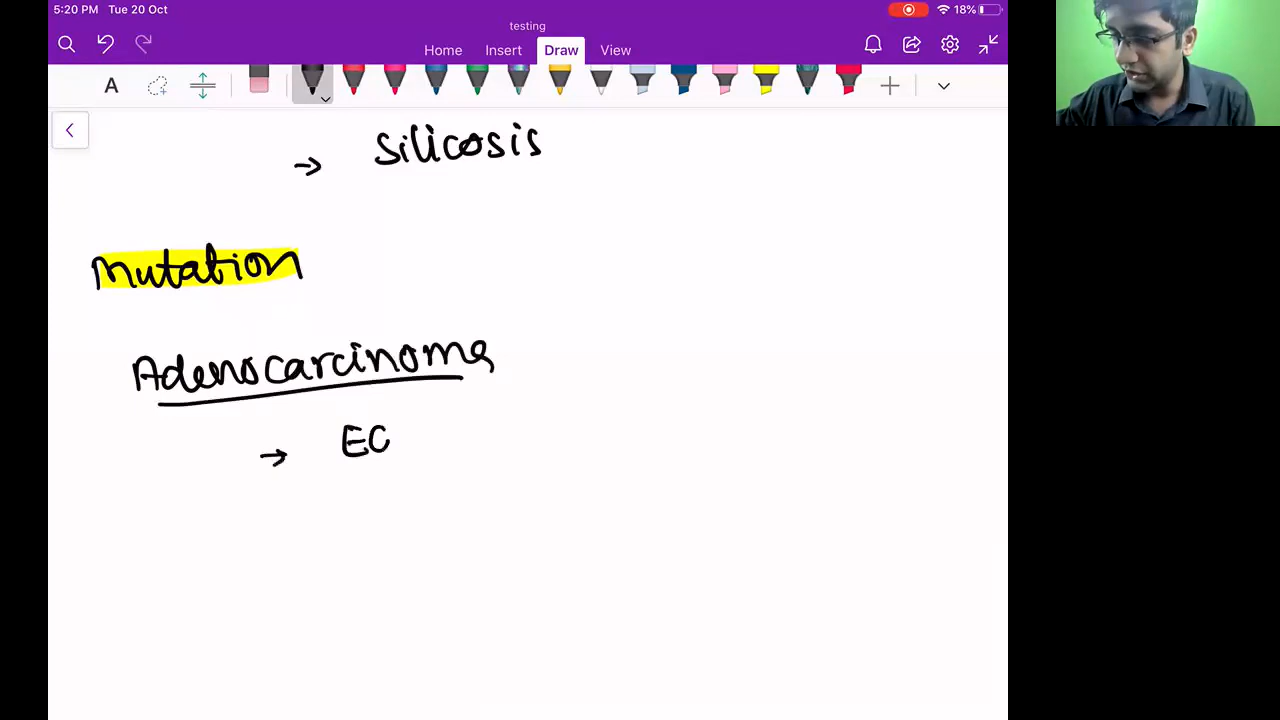 5:20 PM Tue 20 Oct 18%
testing
Home Insert Draw View
A
→ Silicosis
Mutation
Adenocarcinoma
→ EC